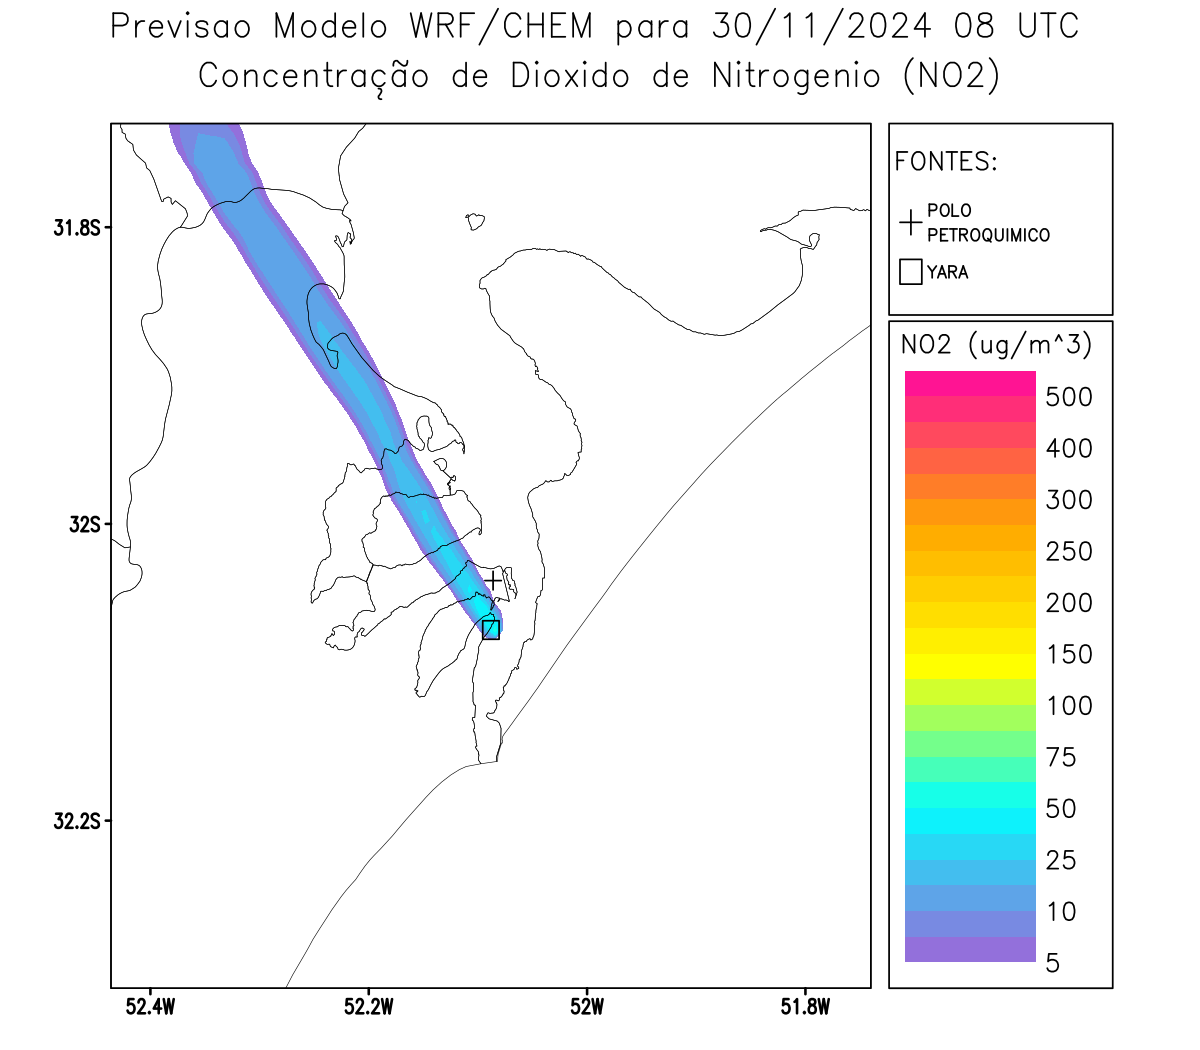 Previsao Modelo WRF/CHEM para 30/11/2024 08 UTC
Concentração de Dioxido de Nitrogenio (NO2)
FONTES:
POLO
PETROQUIMICO
YARA
NO2 (ug/m^3)
500
400
300
250
200
150
100
75
50
25
10
5
31.8S
32S
32.2S
52.4W
52.2W
52W
51.8W